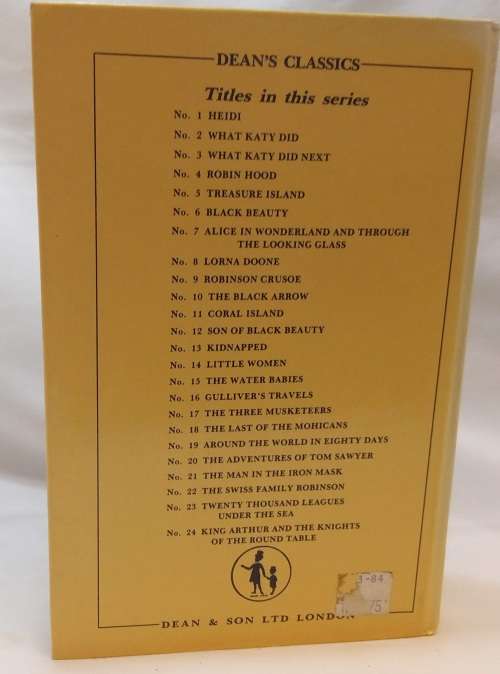 DEAN'S CLASSICS
Titles in this series
No. 1 HEIDI
No. 2 WHAT KATY DID
No. 3 WHAT KATY DID NEXT
No. 4 ROBIN HOOD
No. 5 TREASURE ISLAND
No. 6 BLACK BEAUTY
No. 7 ALICE IN WONDERLAND AND THROUGH
THE LOOKING GLASS
No. 8 LORNA DOONE
No. 9 ROBINSON CRUSOE
No. 10 THE BLACK ARROW
No. 11 CORAL ISLAND
No. 12 SON OF BLACK BEAUTY
No. 13 KIDNAPPED
No. 14 LITTLE WOMEN
No. 15 THE WATER BABIES
No. 16 GULLIVER'S TRAVELS
No. 17 THE THREE MUSKETEERS
No. 18 THE LAST OF THE MOHICANS
No. 19 AROUND THE WORLD IN EIGHTY DAYS
No. 20 THE ADVENTURES OF TOM SAWYER
No. 21 THE MAN IN THE IRON MASK
No. 22 THE SWISS FAMILY ROBINSON
No. 23 TWENTY THOUSAND LEAGUES
UNDER THE SEA
No. 24 KING ARTHUR AND THE KNIGHTS
OF THE ROUND TABLE
3-84
75
DEAN & SON LTD LONDON